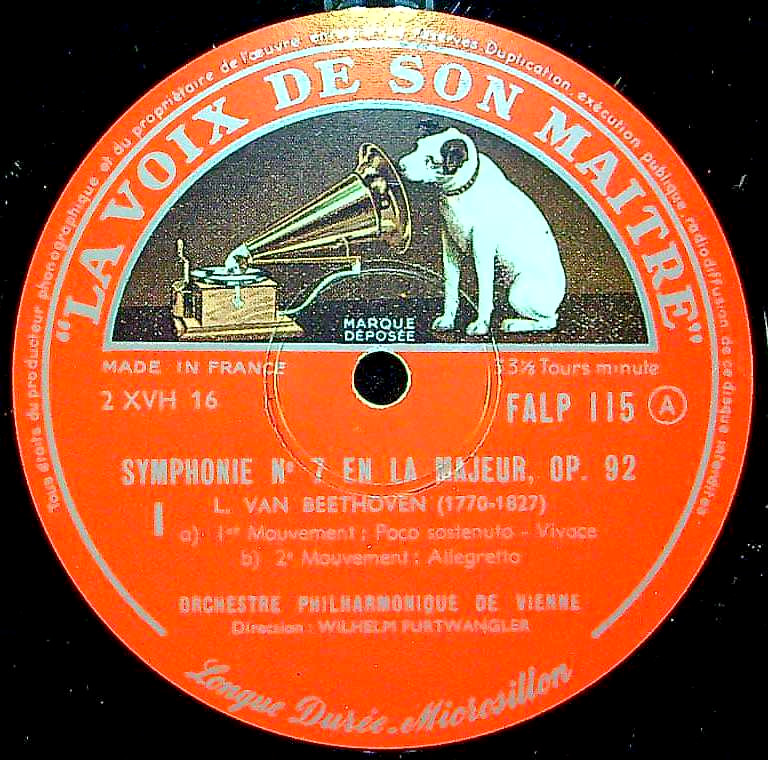 Tous droits du producteur phonographique et du propriétaire de l'œuvre enregistrée réservés. Duplication, exécution publique, radiodiffusion de ce disque interdites
"LA VOIX DE SON MAITRE"
MARQUE
DÉPOSÉE
MADE IN FRANCE 33⅓ Tours minute
2 XVH 16 FALP 115 A
SYMPHONIE Nº 7 EN LA MAJEUR, OP. 92
L. VAN BEETHOVEN (1770-1827)
I a) 1er Mouvement : Poco sostenuto - Vivace
b) 2e Mouvement : Allegretto
ORCHESTRE PHILHARMONIQUE DE VIENNE
Direction : WILHELM FURTWANGLER
Longue Durée-Microsillon